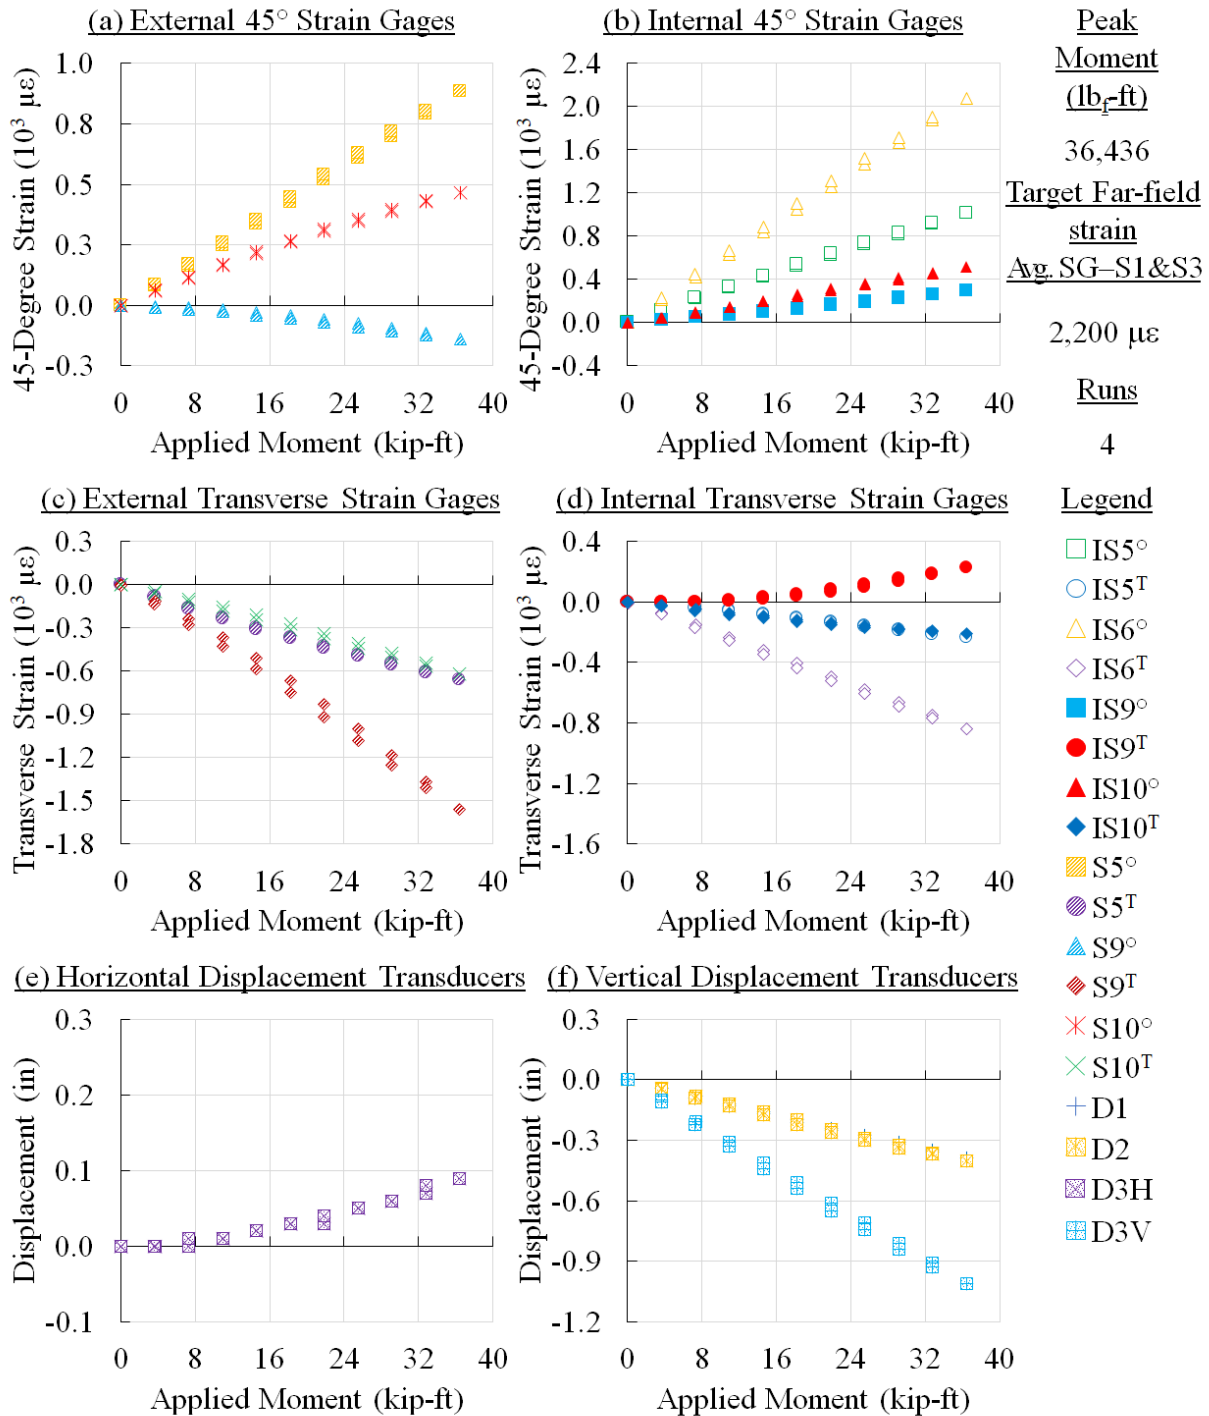 (a) External 45° Strain Gages
45-Degree Strain (10³ με)
1.0
0.8
0.5
0.3
0.0
-0.3
0 8 16 24 32 40
Applied Moment (kip-ft)
(b) Internal 45° Strain Gages
45-Degree Strain (10³ με)
2.4
2.0
1.6
1.2
0.8
0.4
0.0
-0.4
0 8 16 24 32 40
Applied Moment (kip-ft)
Peak
Moment
(lb_f-ft)
36,436
Target Far-field
strain
Avg. SG–S1&S3
2,200 με
Runs
4
(c) External Transverse Strain Gages
Transverse Strain (10³ με)
0.3
0.0
-0.3
-0.6
-0.9
-1.2
-1.5
-1.8
0 8 16 24 32 40
Applied Moment (kip-ft)
(d) Internal Transverse Strain Gages
Transverse Strain (10³ με)
0.4
0.0
-0.4
-0.8
-1.2
-1.6
0 8 16 24 32 40
Applied Moment (kip-ft)
(e) Horizontal Displacement Transducers
Displacement (in)
0.3
0.2
0.1
0.0
-0.1
0 8 16 24 32 40
Applied Moment (kip-ft)
(f) Vertical Displacement Transducers
Displacement (in)
0.3
0.0
-0.3
-0.6
-0.9
-1.2
0 8 16 24 32 40
Applied Moment (kip-ft)
Legend
IS5°
IS5ᵀ
IS6°
IS6ᵀ
IS9°
IS9ᵀ
IS10°
IS10ᵀ
S5°
S5ᵀ
S9°
S9ᵀ
S10°
S10ᵀ
D1
D2
D3H
D3V